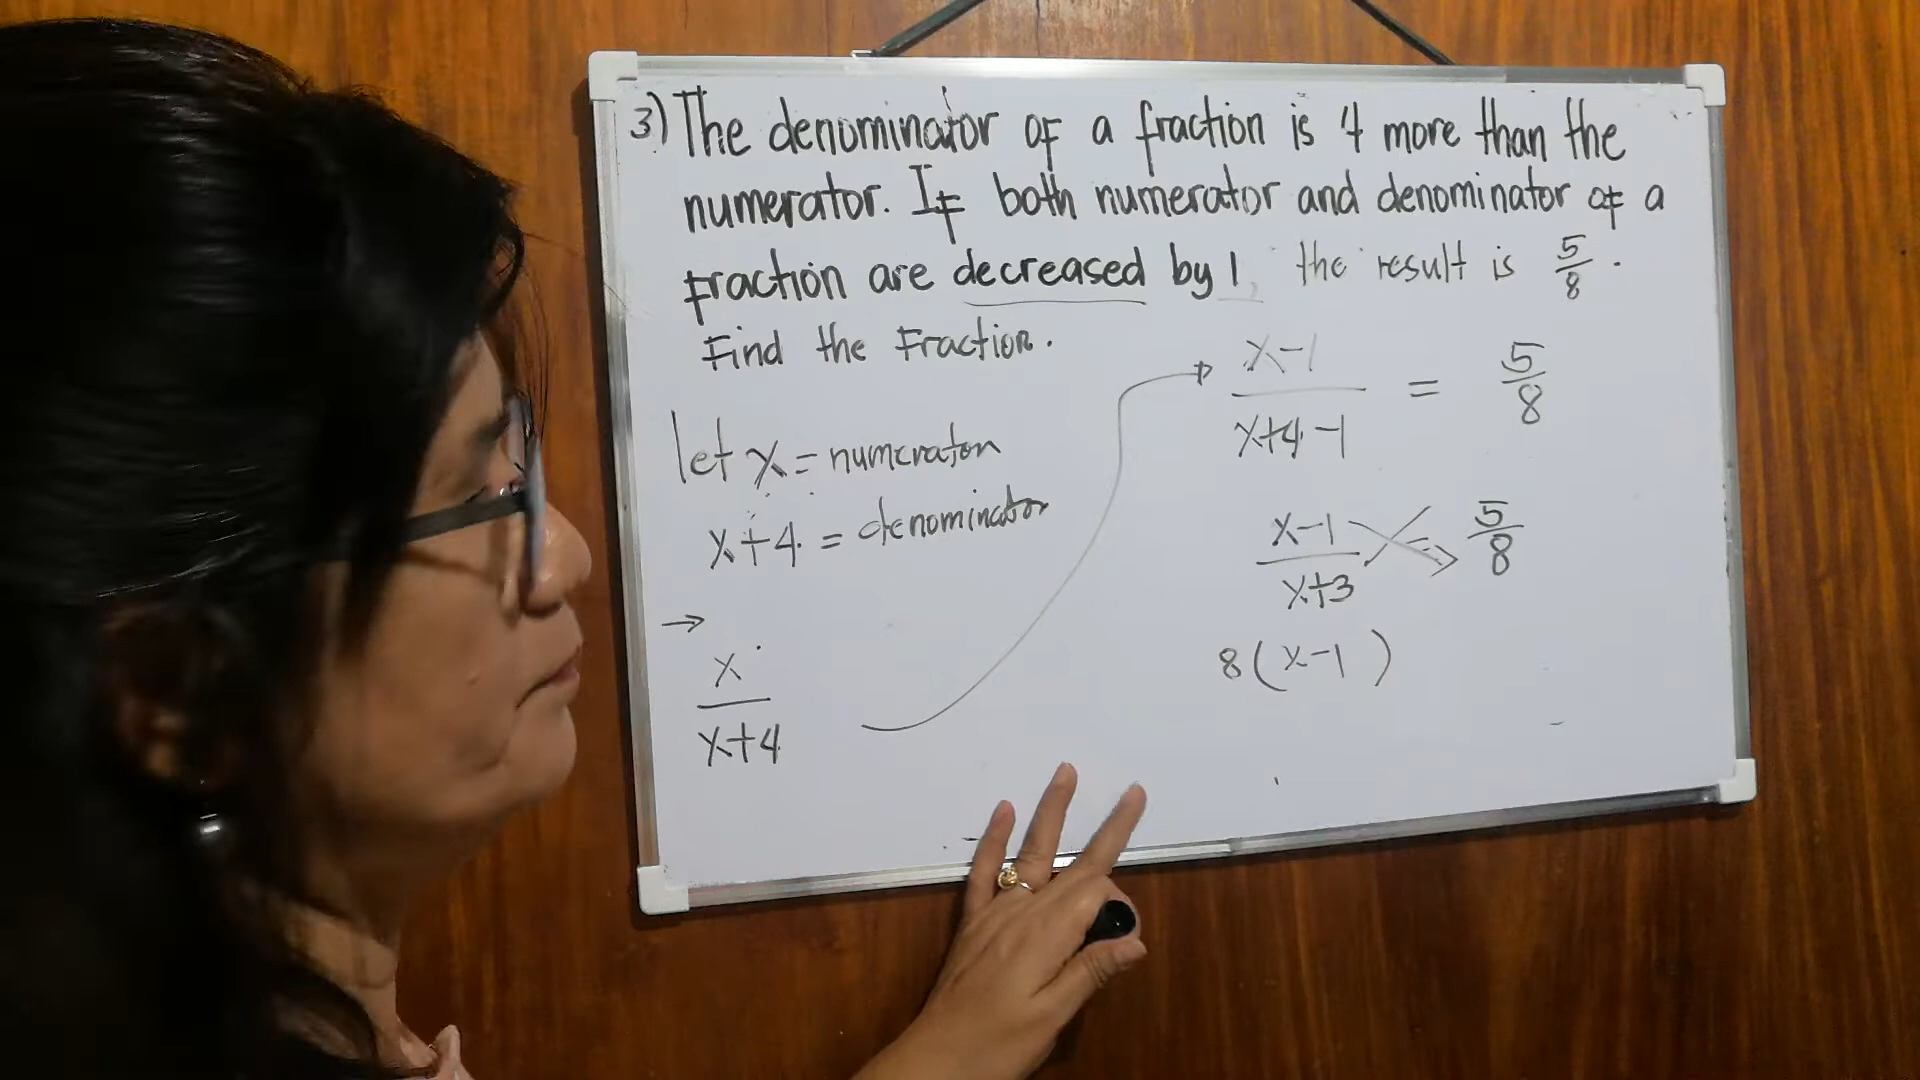 3) The denominator of a fraction is 4 more than the
numerator. If both numerator and denominator of a
fraction are decreased by 1, the result is 5/8.
Find the fraction.
let x = numerator
x+4 = denominator
→
x
x+4
x-1
x+4-1
=
5
8
x-1
x+3
=
5
8
8(x-1)